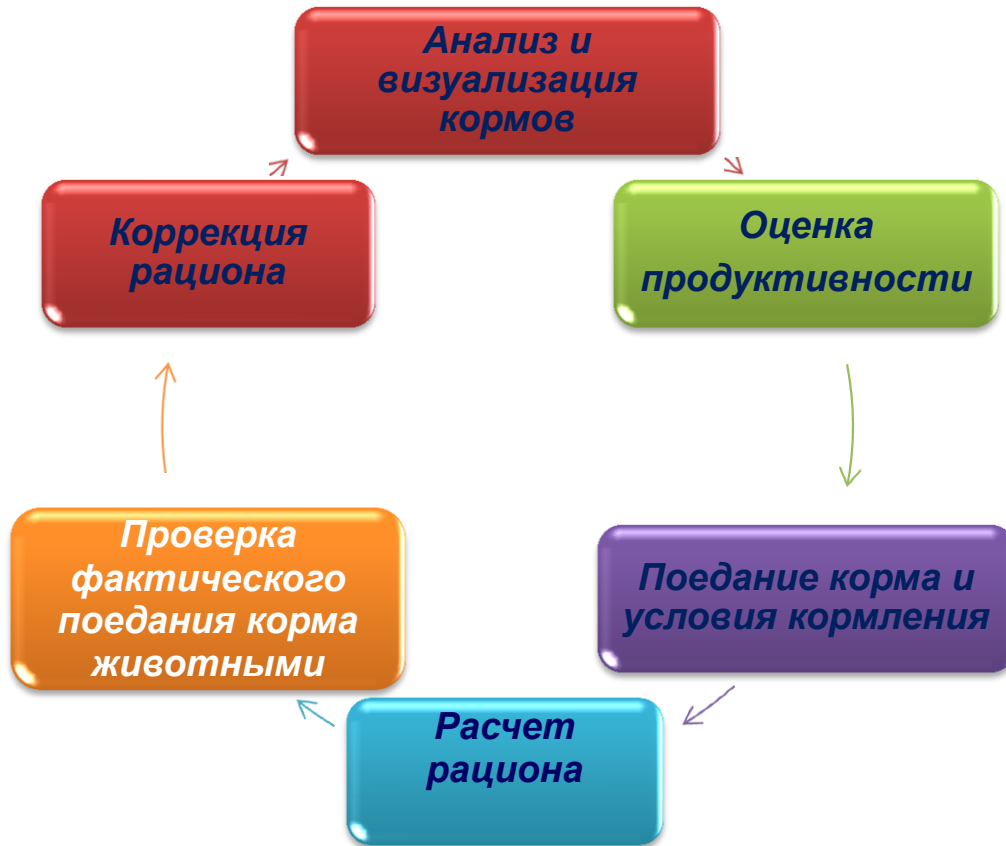 Анализ и
визуализация
кормов
Оценка
продуктивности
Поедание корма и
условия кормления
Расчет
рациона
Проверка
фактического
поедания корма
животными
Коррекция
рациона